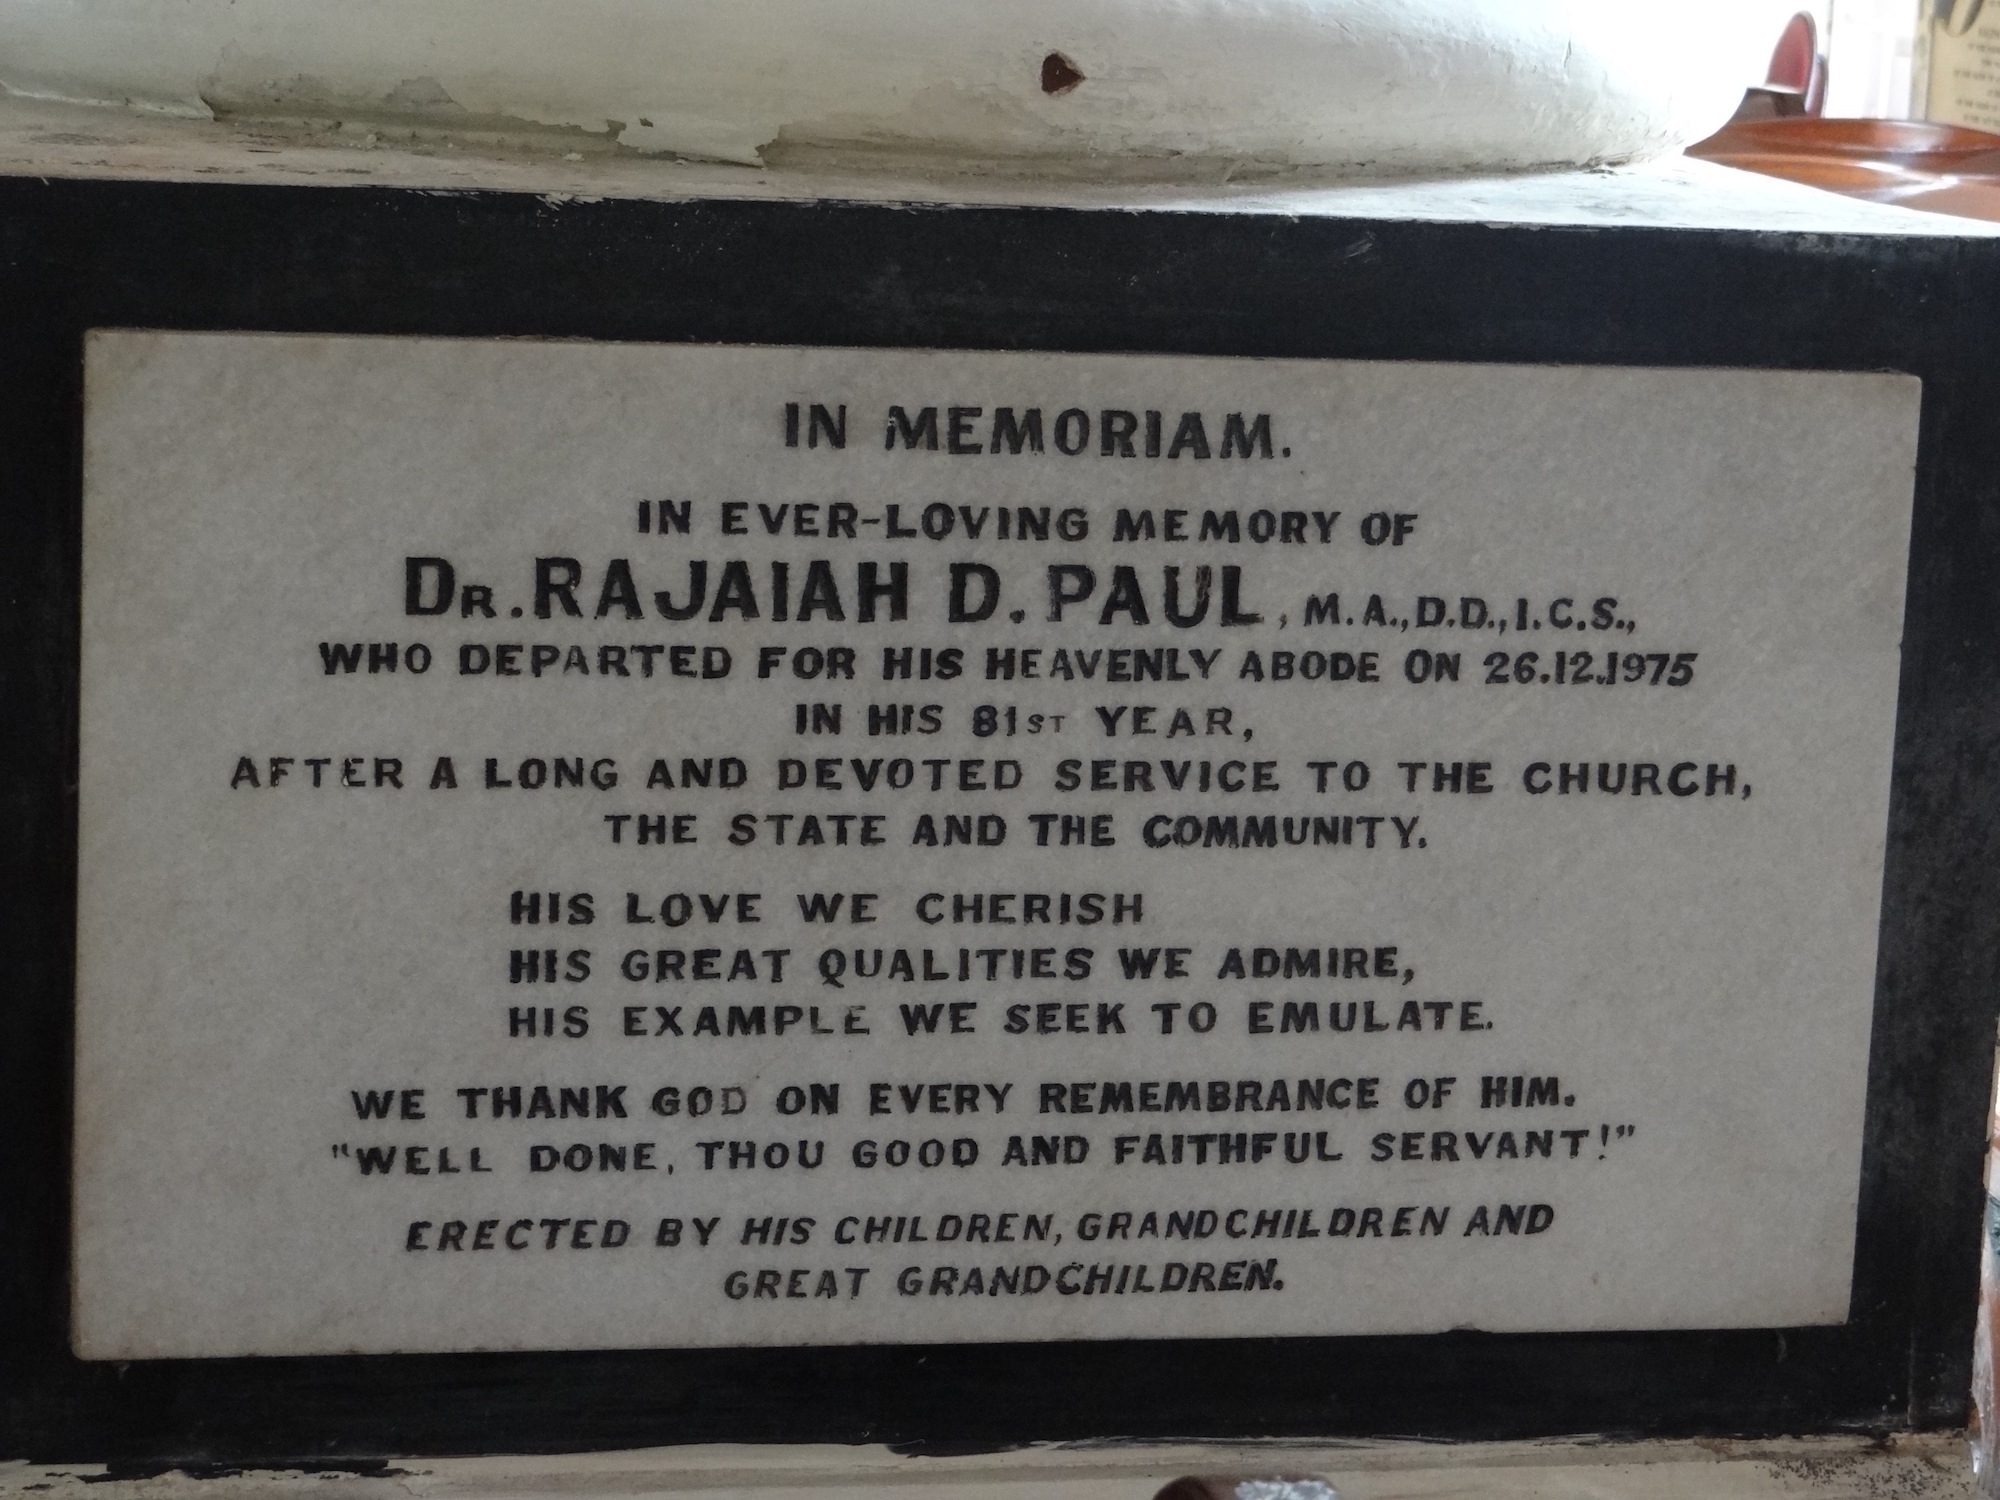 IN MEMORIAM.
IN EVER-LOVING MEMORY OF
DR. RAJAIAH D. PAUL, M.A., D.D., I.C.S.,
WHO DEPARTED FOR HIS HEAVENLY ABODE ON 26.12.1975
IN HIS 81ST YEAR,
AFTER A LONG AND DEVOTED SERVICE TO THE CHURCH,
THE STATE AND THE COMMUNITY.
HIS LOVE WE CHERISH
HIS GREAT QUALITIES WE ADMIRE,
HIS EXAMPLE WE SEEK TO EMULATE.
WE THANK GOD ON EVERY REMEMBRANCE OF HIM.
"WELL DONE, THOU GOOD AND FAITHFUL SERVANT!"
ERECTED BY HIS CHILDREN, GRANDCHILDREN AND
GREAT GRANDCHILDREN.